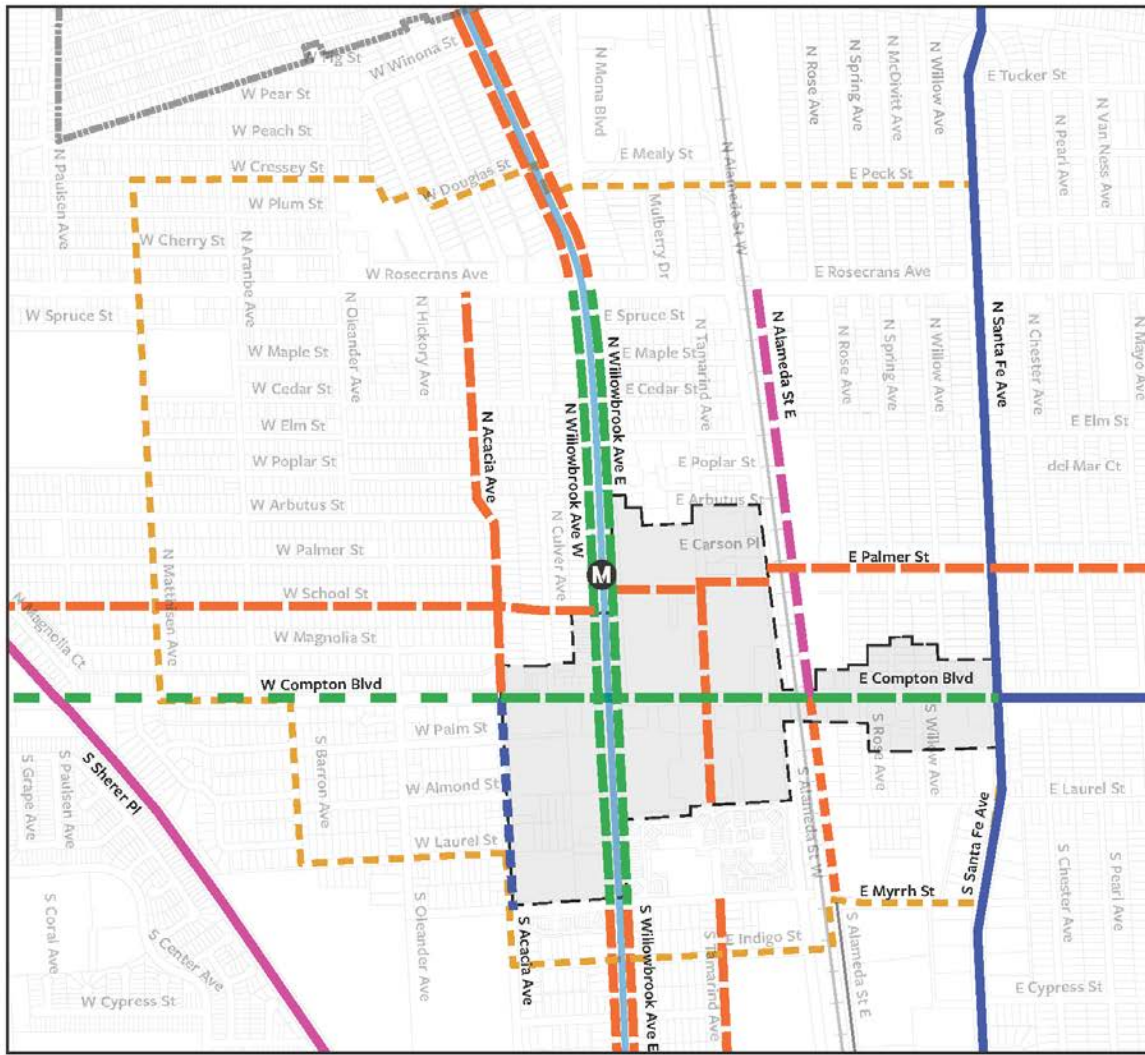 W Winona St
W Fig St
W Pear St
W Peach St
W Cressey St
W Plum St
W Douglas St
N Mona Blvd
E Mealy St
N Rose Ave
N Spring Ave
N McDivitt Ave
N Willow Ave
E Tucker St
N Pearl Ave
N Van Ness Ave
E Peck St
N Paulsen Ave
W Cherry St
N Aranbe Ave
W Rosecrans Ave
Mulberry Dr
N Alameda St W
E Rosecrans Ave
W Spruce St
N Oleander Ave
N Hickory Ave
E Spruce St
W Maple St
E Maple St
W Cedar St
E Cedar St
N Tamarind Ave
N Alameda St E
N Rose Ave
N Spring Ave
N Willow Ave
N Santa Fe Ave
N Chester Ave
N Mayo Ave
W Elm St
E Elm St
N Acacia Ave
N Willowbrook Ave W
N Willowbrook Ave E
W Poplar St
E Poplar St
del Mar Ct
W Arbutus St
E Arbutus St
W Palmer St
N Culver Ave
E Carson Pl
E Palmer St
M
N Matthisen Ave
W School St
N Magnolia Ct
W Magnolia St
W Compton Blvd
E Compton Blvd
W Palm St
S Grape Ave
S Paulsen Ave
S Sherer Pl
S Barron Ave
S Rose Ave
S Willow Ave
W Almond St
S Alameda St W
E Laurel St
W Laurel St
S Santa Fe Ave
E Myrrh St
S Chester Ave
S Pearl Ave
S Coral Ave
S Center Ave
S Oleander Ave
S Acacia Ave
S Willowbrook Ave E
S Tamarind Ave
E Indigo St
S Alameda St E
W Cypress St
E Cypress St